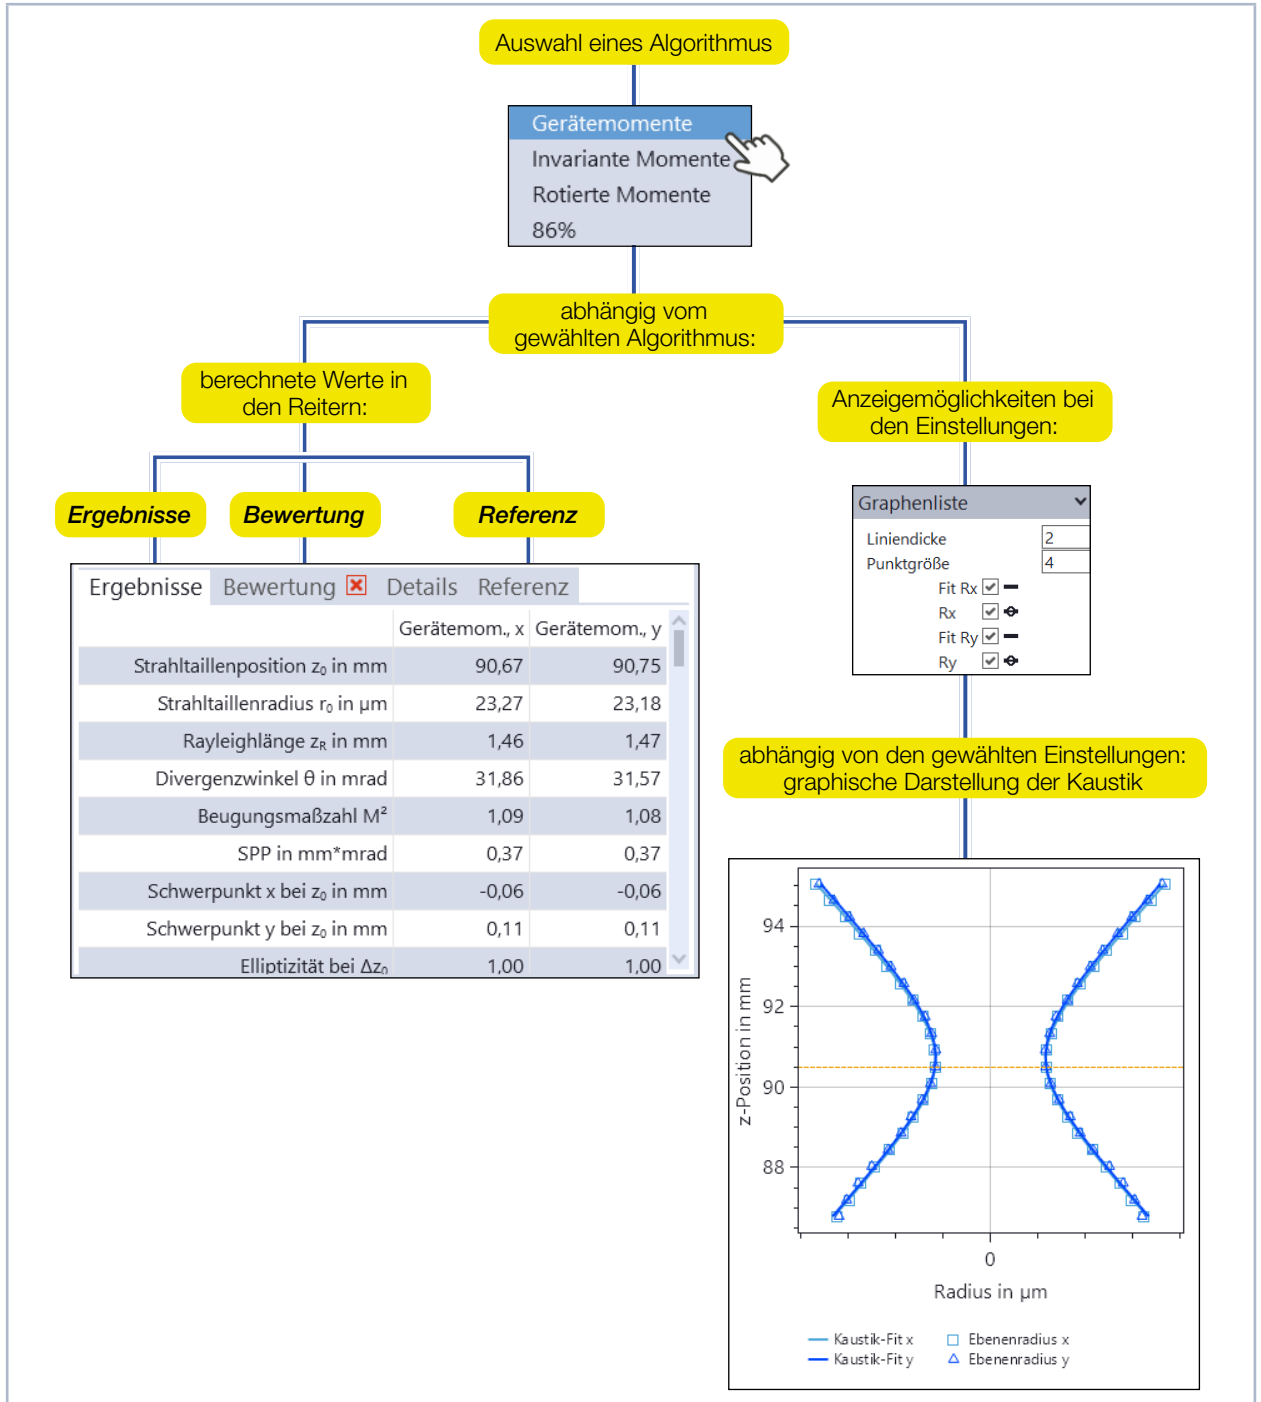 Auswahl eines Algorithmus
Gerätemomente
Invariante Momente
Rotierte Momente
86%
abhängig vom
gewählten Algorithmus:
berechnete Werte in
den Reitern:
Ergebnisse Bewertung Referenz
Ergebnisse Bewertung Details Referenz
Gerätemom., x Gerätemom., y
Strahltaillenposition z₀ in mm 90,67 90,75
Strahltaillenradius r₀ in µm 23,27 23,18
Rayleighlänge zR in mm 1,46 1,47
Divergenzwinkel θ in mrad 31,86 31,57
Beugungsmaßzahl M² 1,09 1,08
SPP in mm*mrad 0,37 0,37
Schwerpunkt x bei z₀ in mm -0,06 -0,06
Schwerpunkt y bei z₀ in mm 0,11 0,11
Elliptizität bei Δz₀ 1,00 1,00
Anzeigemöglichkeiten bei
den Einstellungen:
Graphenliste
Liniendicke 2
Punktgröße 4
Fit Rx
Rx
Fit Ry
Ry
abhängig von den gewählten Einstellungen:
graphische Darstellung der Kaustik
z-Position in mm
94
92
90
88
0
Radius in µm
Kaustik-Fit x Ebenenradius x
Kaustik-Fit y Ebenenradius y